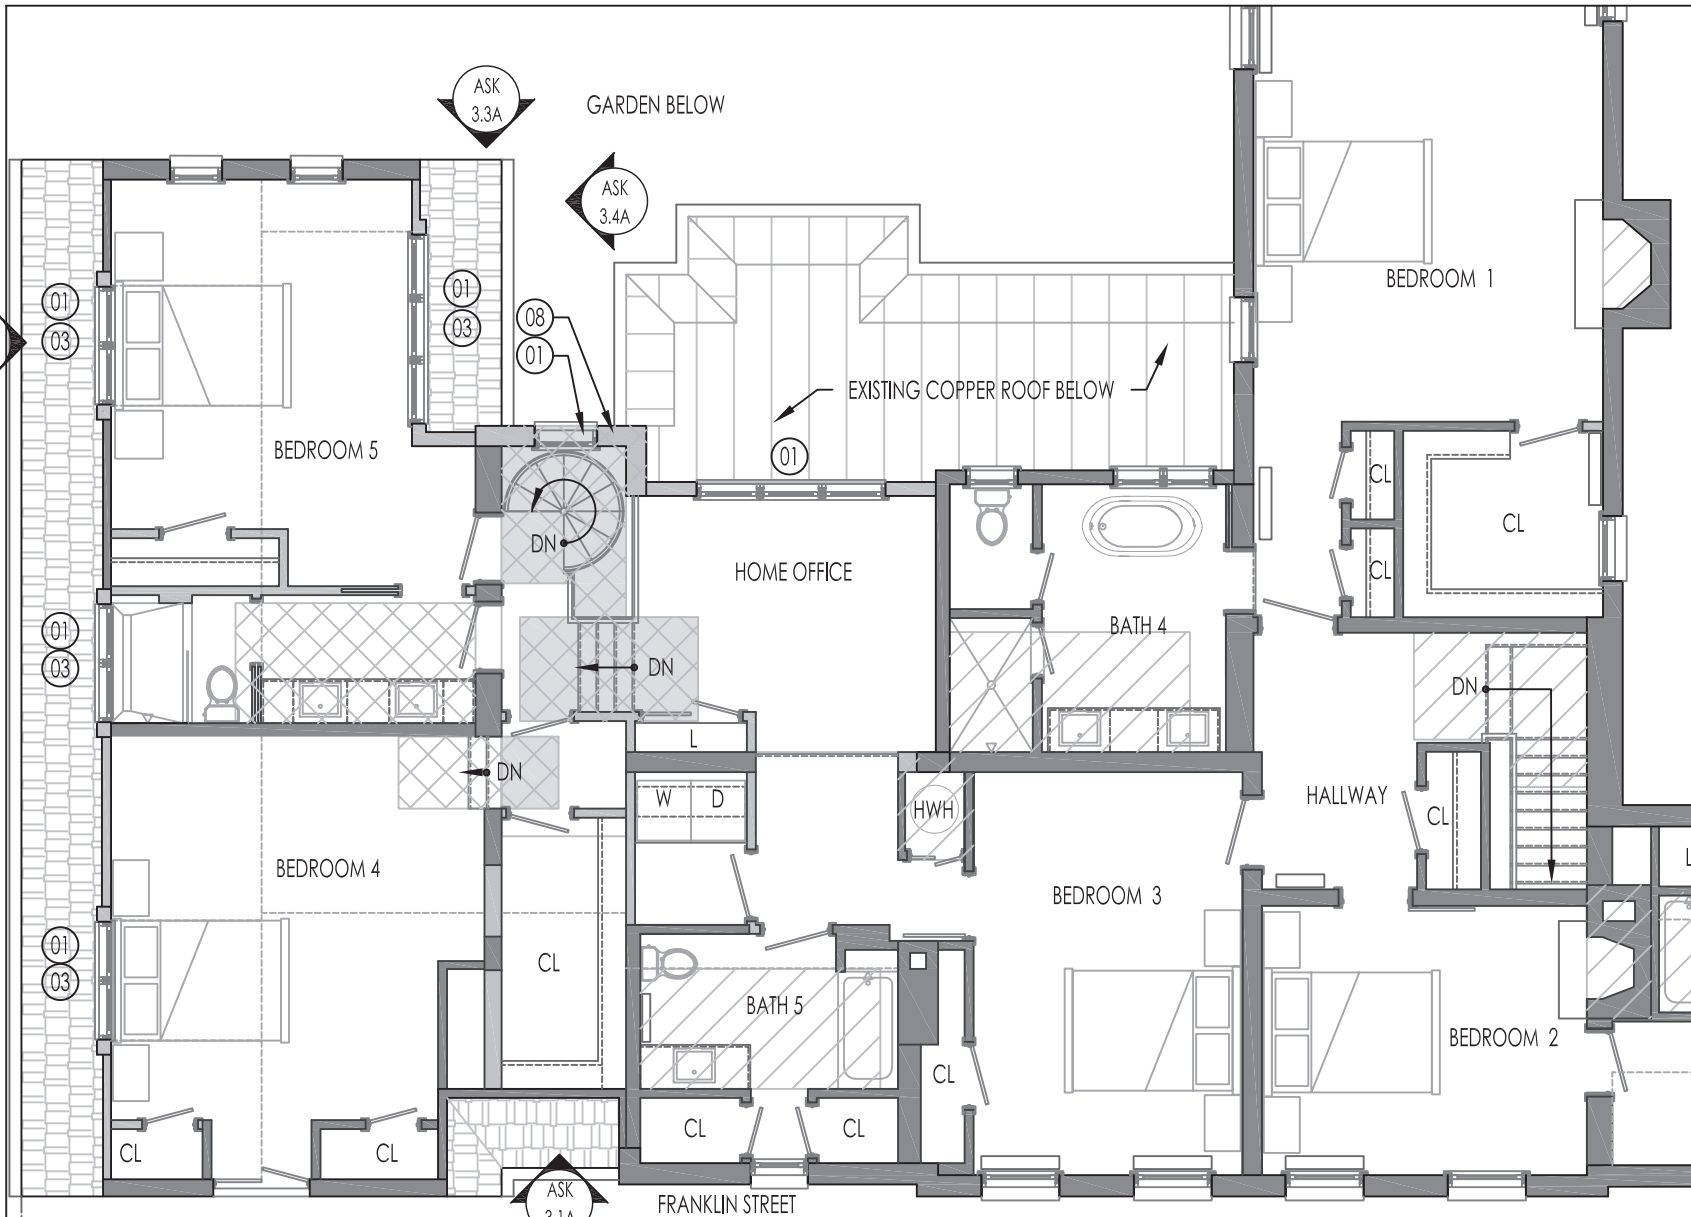 ASK
3.3A
GARDEN BELOW
ASK
3.4A
BEDROOM 1
01
03
01
03
08
01
EXISTING COPPER ROOF BELOW
BEDROOM 5
01
CL
CL
CL
DN
HOME OFFICE
BATH 4
01
03
DN
DN
L
DN
W D
HWH
HALLWAY
CL
BEDROOM 4
BEDROOM 3
L
01
03
CL
BATH 5
BEDROOM 2
CL
CL
CL
CL
CL
ASK
3.1A
FRANKLIN STREET